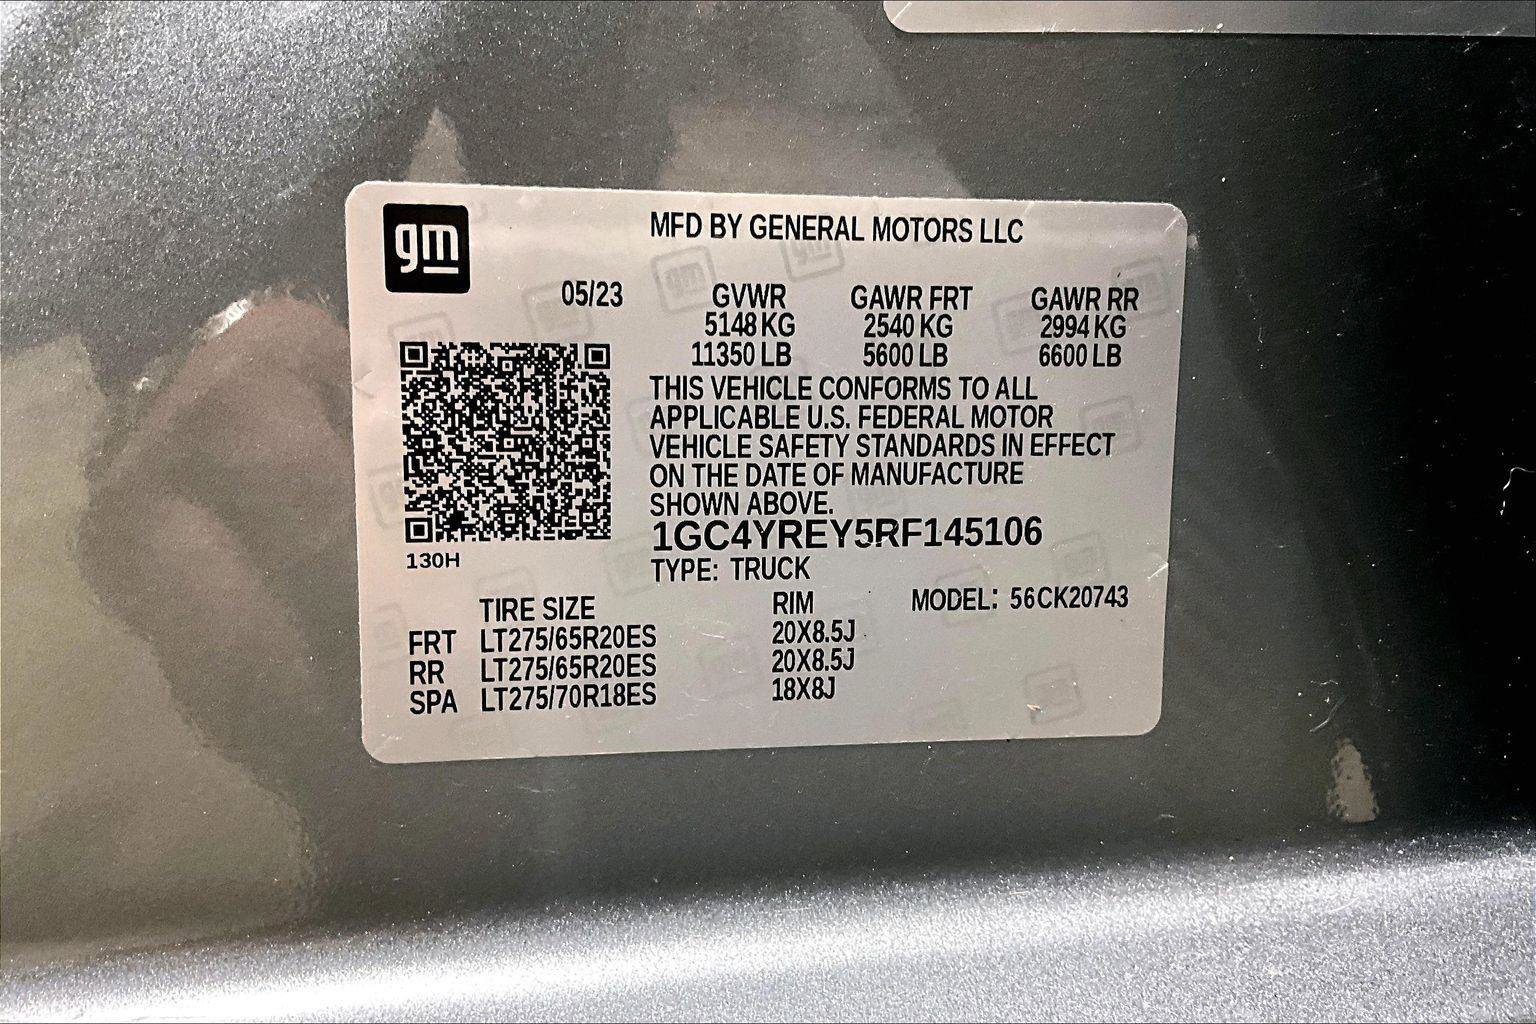 gm
MFD BY GENERAL MOTORS LLC
05/23 GVWR GAWR FRT GAWR RR
5148 KG 2540 KG 2994 KG
11350 LB 5600 LB 6600 LB
THIS VEHICLE CONFORMS TO ALL
APPLICABLE U.S. FEDERAL MOTOR
VEHICLE SAFETY STANDARDS IN EFFECT
ON THE DATE OF MANUFACTURE
SHOWN ABOVE.
1GC4YREY5RF145106
130H
TYPE: TRUCK
TIRE SIZE RIM MODEL: 56CK20743
FRT LT275/65R20ES 20X8.5J
RR LT275/65R20ES 20X8.5J
SPA LT275/70R18ES 18X8J